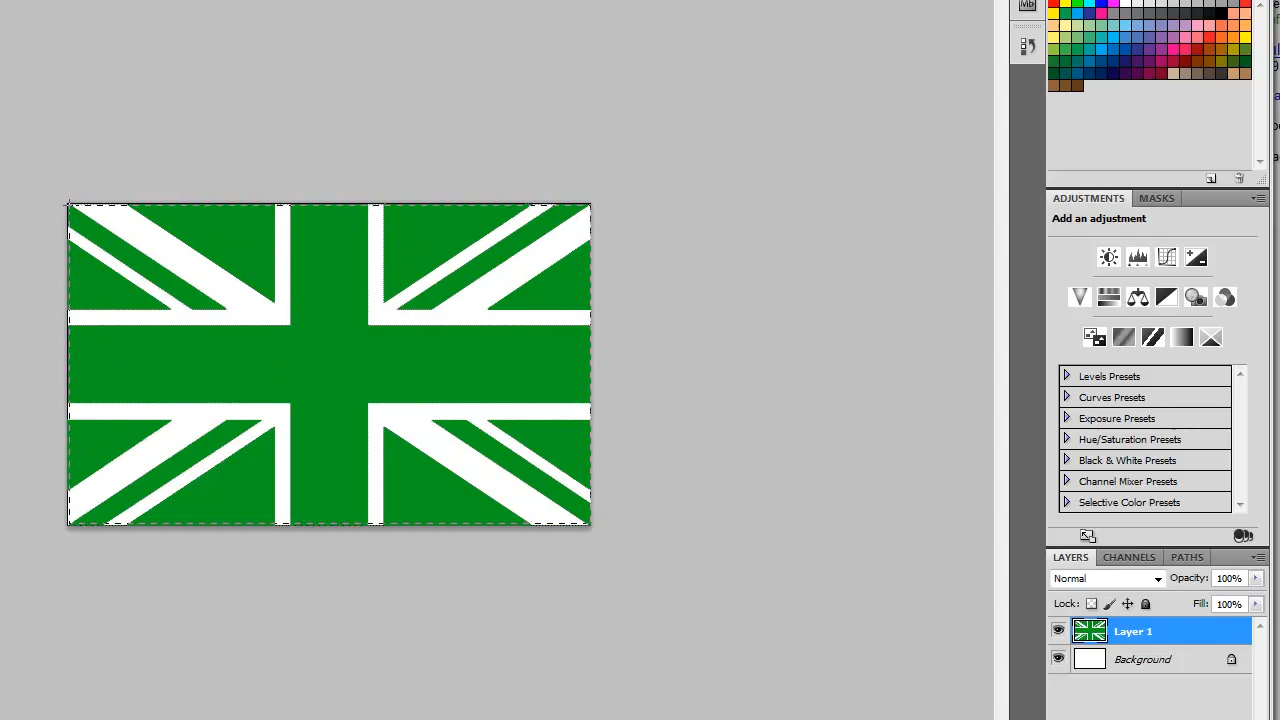 Mb
ADJUSTMENTS MASKS
Add an adjustment
Levels Presets
Curves Presets
Exposure Presets
Hue/Saturation Presets
Black & White Presets
Channel Mixer Presets
Selective Color Presets
LAYERS CHANNELS PATHS
Normal Opacity: 100%
Lock: Fill: 100%
Layer 1
Background